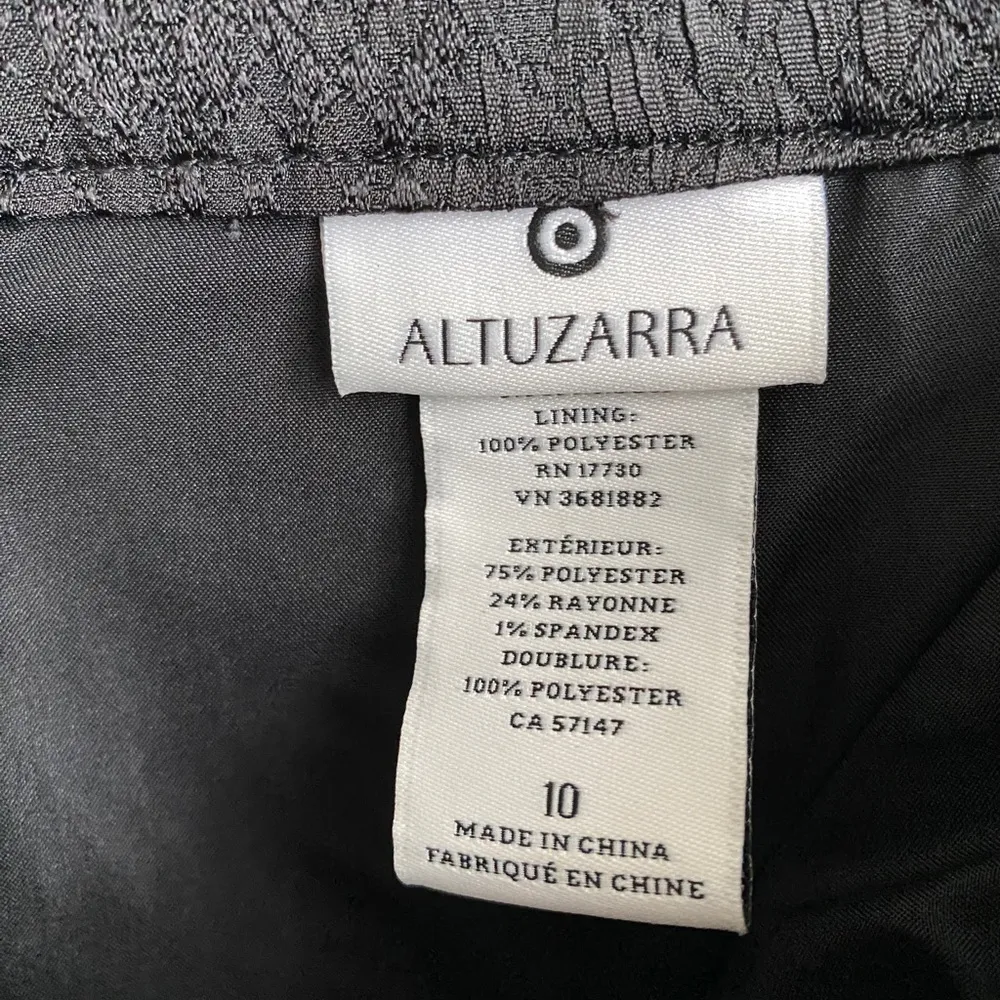 ALTUZARRA
LINING:
100% POLYESTER
RN 17730
VN 3681882
EXTÉRIEUR:
75% POLYESTER
24% RAYONNE
1% SPANDEX
DOUBLURE:
100% POLYESTER
CA 57147
10
MADE IN CHINA
FABRIQUÉ EN CHINE